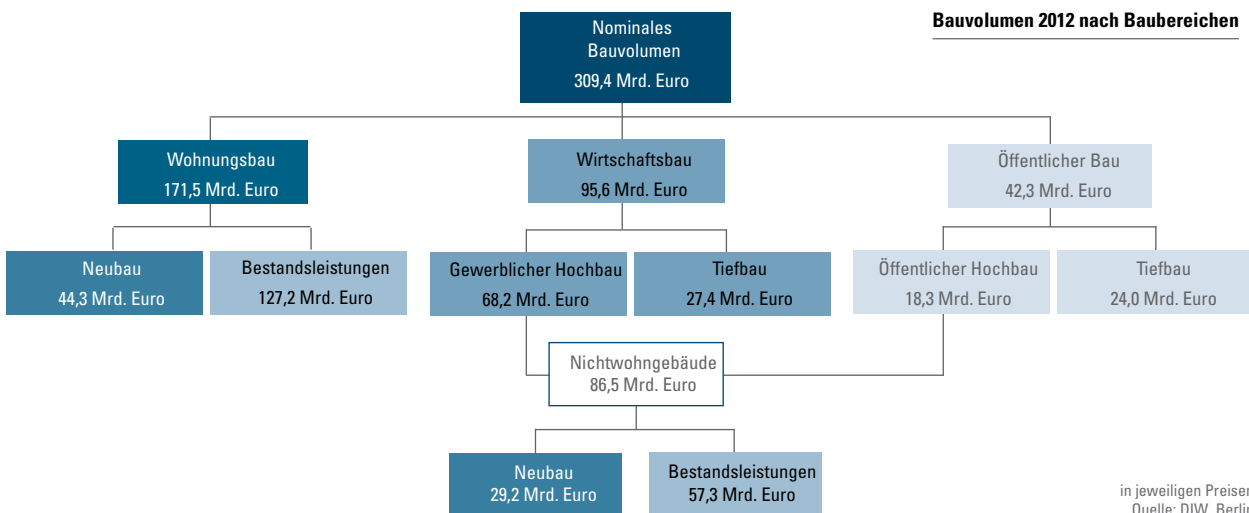 Bauvolumen 2012 nach Baubereichen
Nominales
Bauvolumen
309,4 Mrd. Euro
Wohnungsbau
171,5 Mrd. Euro
Wirtschaftsbau
95,6 Mrd. Euro
Öffentlicher Bau
42,3 Mrd. Euro
Neubau
44,3 Mrd. Euro
Bestandsleistungen
127,2 Mrd. Euro
Gewerblicher Hochbau
68,2 Mrd. Euro
Tiefbau
27,4 Mrd. Euro
Öffentlicher Hochbau
18,3 Mrd. Euro
Tiefbau
24,0 Mrd. Euro
Nichtwohngebäude
86,5 Mrd. Euro
Neubau
29,2 Mrd. Euro
Bestandsleistungen
57,3 Mrd. Euro
in jeweiligen Preisen
Quelle: DIW, Berlin